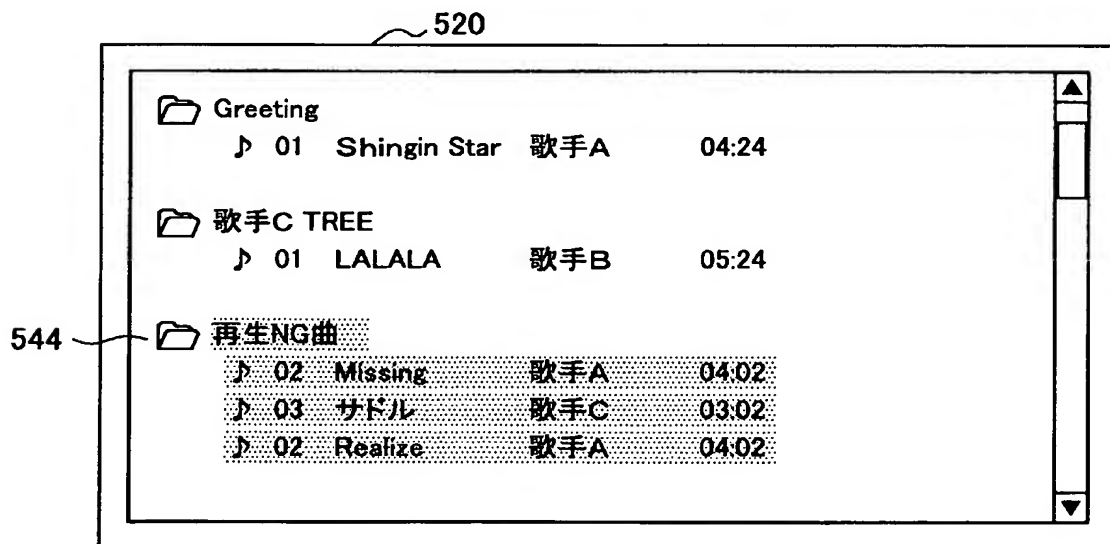 520
Greeting
♪ 01 Shingin Star 歌手A 04:24
歌手C TREE
♪ 01 LALALA 歌手B 05:24
544
再生NG曲
♪ 02 Missing 歌手A 04:02
♪ 03 サドル 歌手C 03:02
♪ 02 Realize 歌手A 04:02